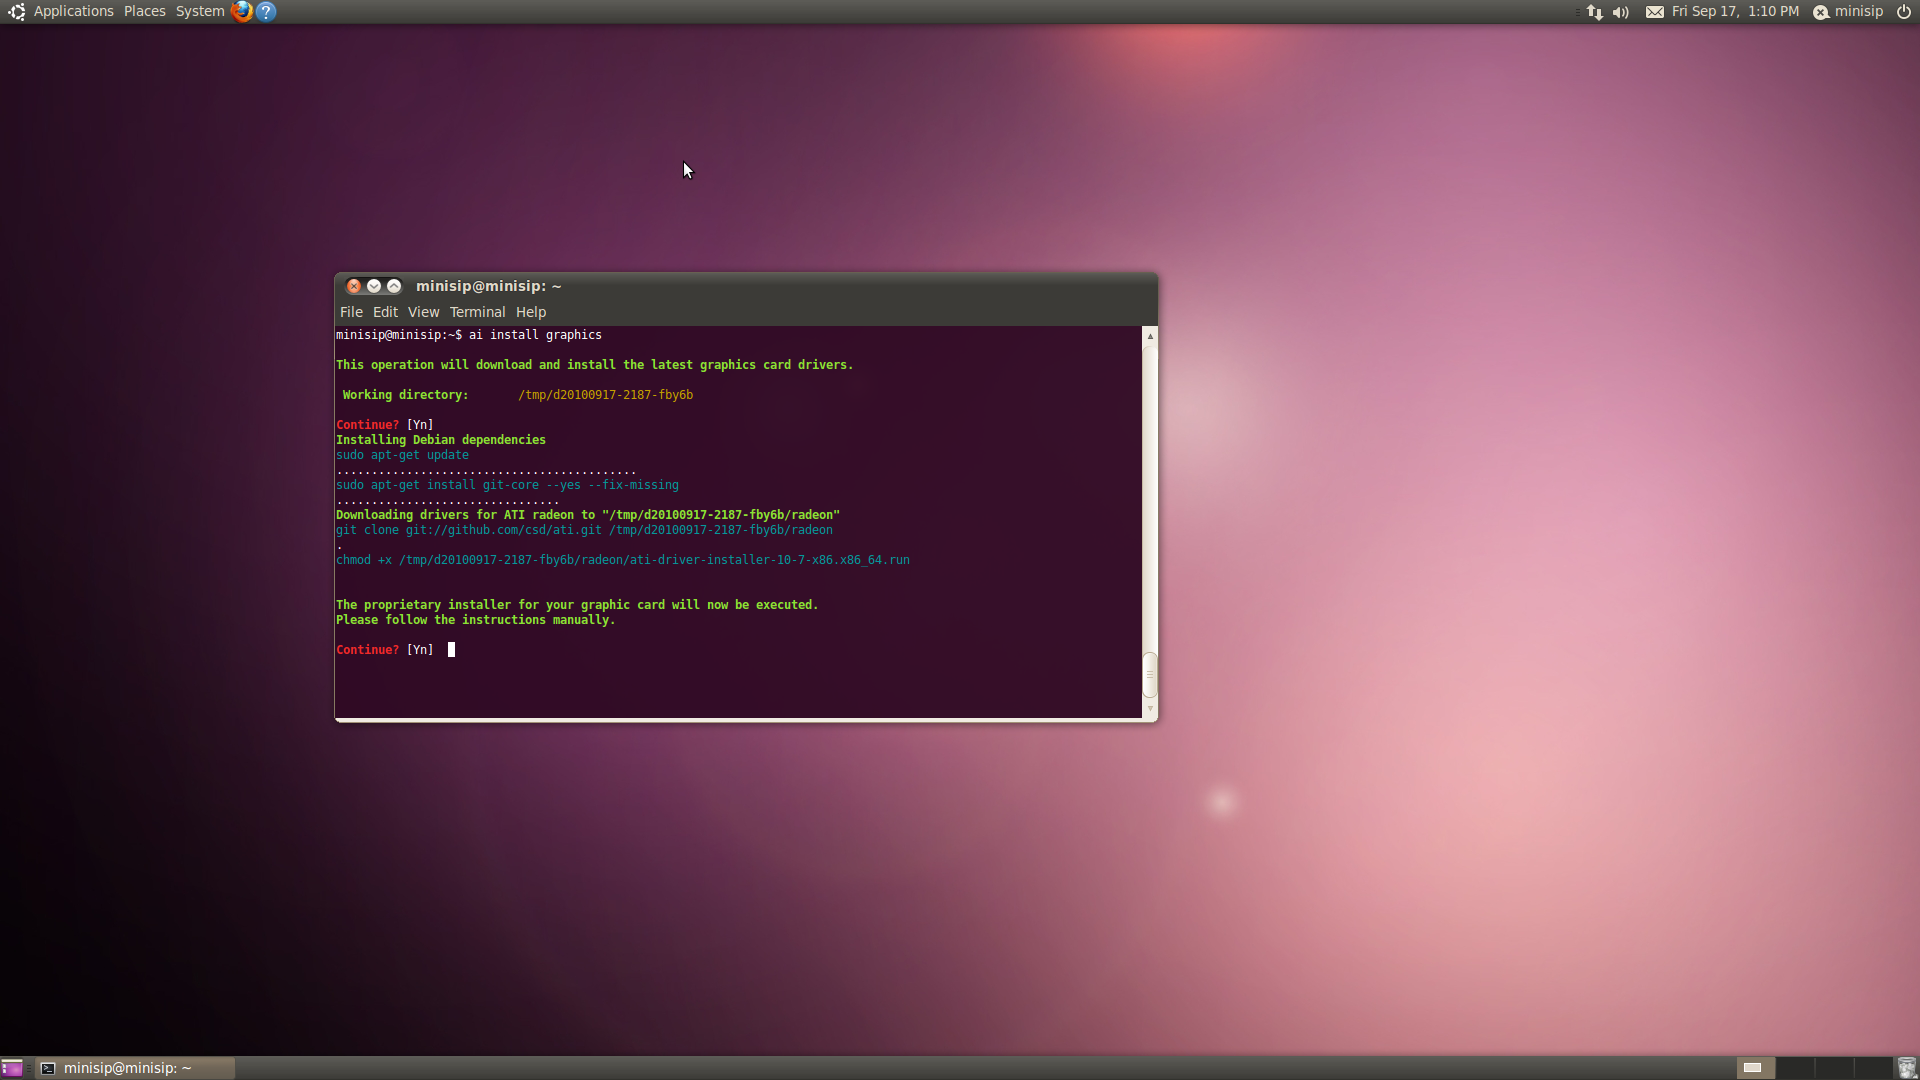 Applications Places System ?
Fri Sep 17, 1:10 PM minisip
minisip@minisip: ~
File Edit View Terminal Help
minisip@minisip:~$ ai install graphics
This operation will download and install the latest graphics card drivers.
Working directory: /tmp/d20100917-2187-fby6b
Continue? [Yn]
Installing Debian dependencies
sudo apt-get update
...........................................
sudo apt-get install git-core --yes --fix-missing
................................
Downloading drivers for ATI radeon to "/tmp/d20100917-2187-fby6b/radeon"
git clone git://github.com/csd/ati.git /tmp/d20100917-2187-fby6b/radeon
.
chmod +x /tmp/d20100917-2187-fby6b/radeon/ati-driver-installer-10-7-x86.x86_64.run
The proprietary installer for your graphic card will now be executed.
Please follow the instructions manually.
Continue? [Yn]
minisip@minisip: ~